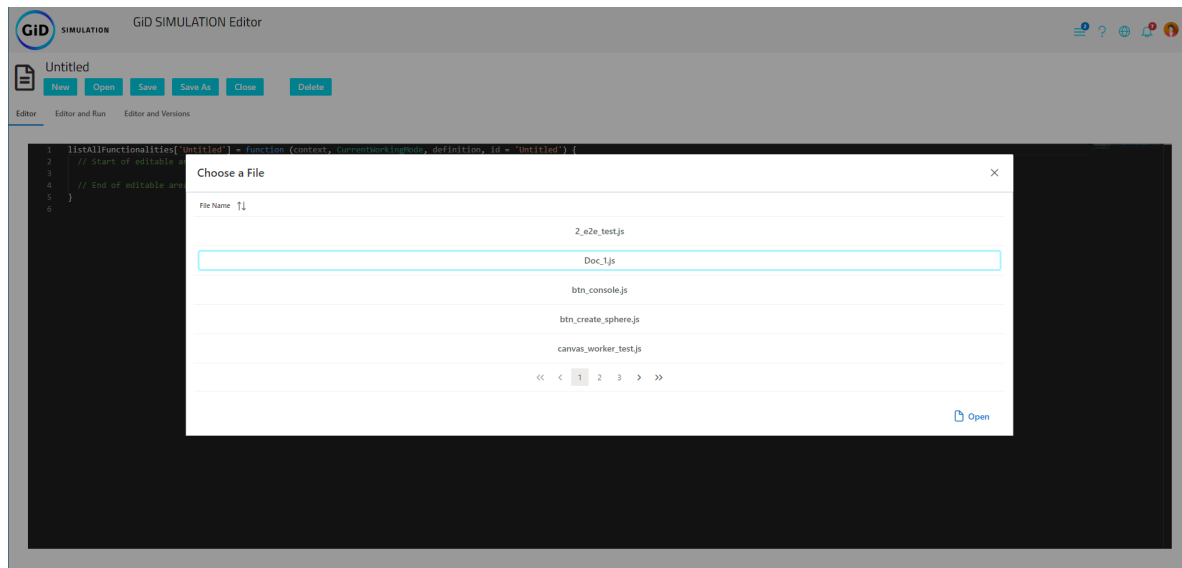 GiD SIMULATION GiD SIMULATION Editor
2 ? 7
Untitled
New Open Save Save As Close Delete
Editor Editor and Run Editor and Versions
1 listAllFunctionalities['Untitled'] = function (context, CurrentWorkingMode, definition, id = 'Untitled') {
2 // Start of editable a
3
4 // End of editable are
5 }
6
Choose a File ×
File Name ↑↓
2_e2e_test.js
Doc_1.js
btn_console.js
btn_create_sphere.js
canvas_worker_test.js
<< < 1 2 3 > >>
Open